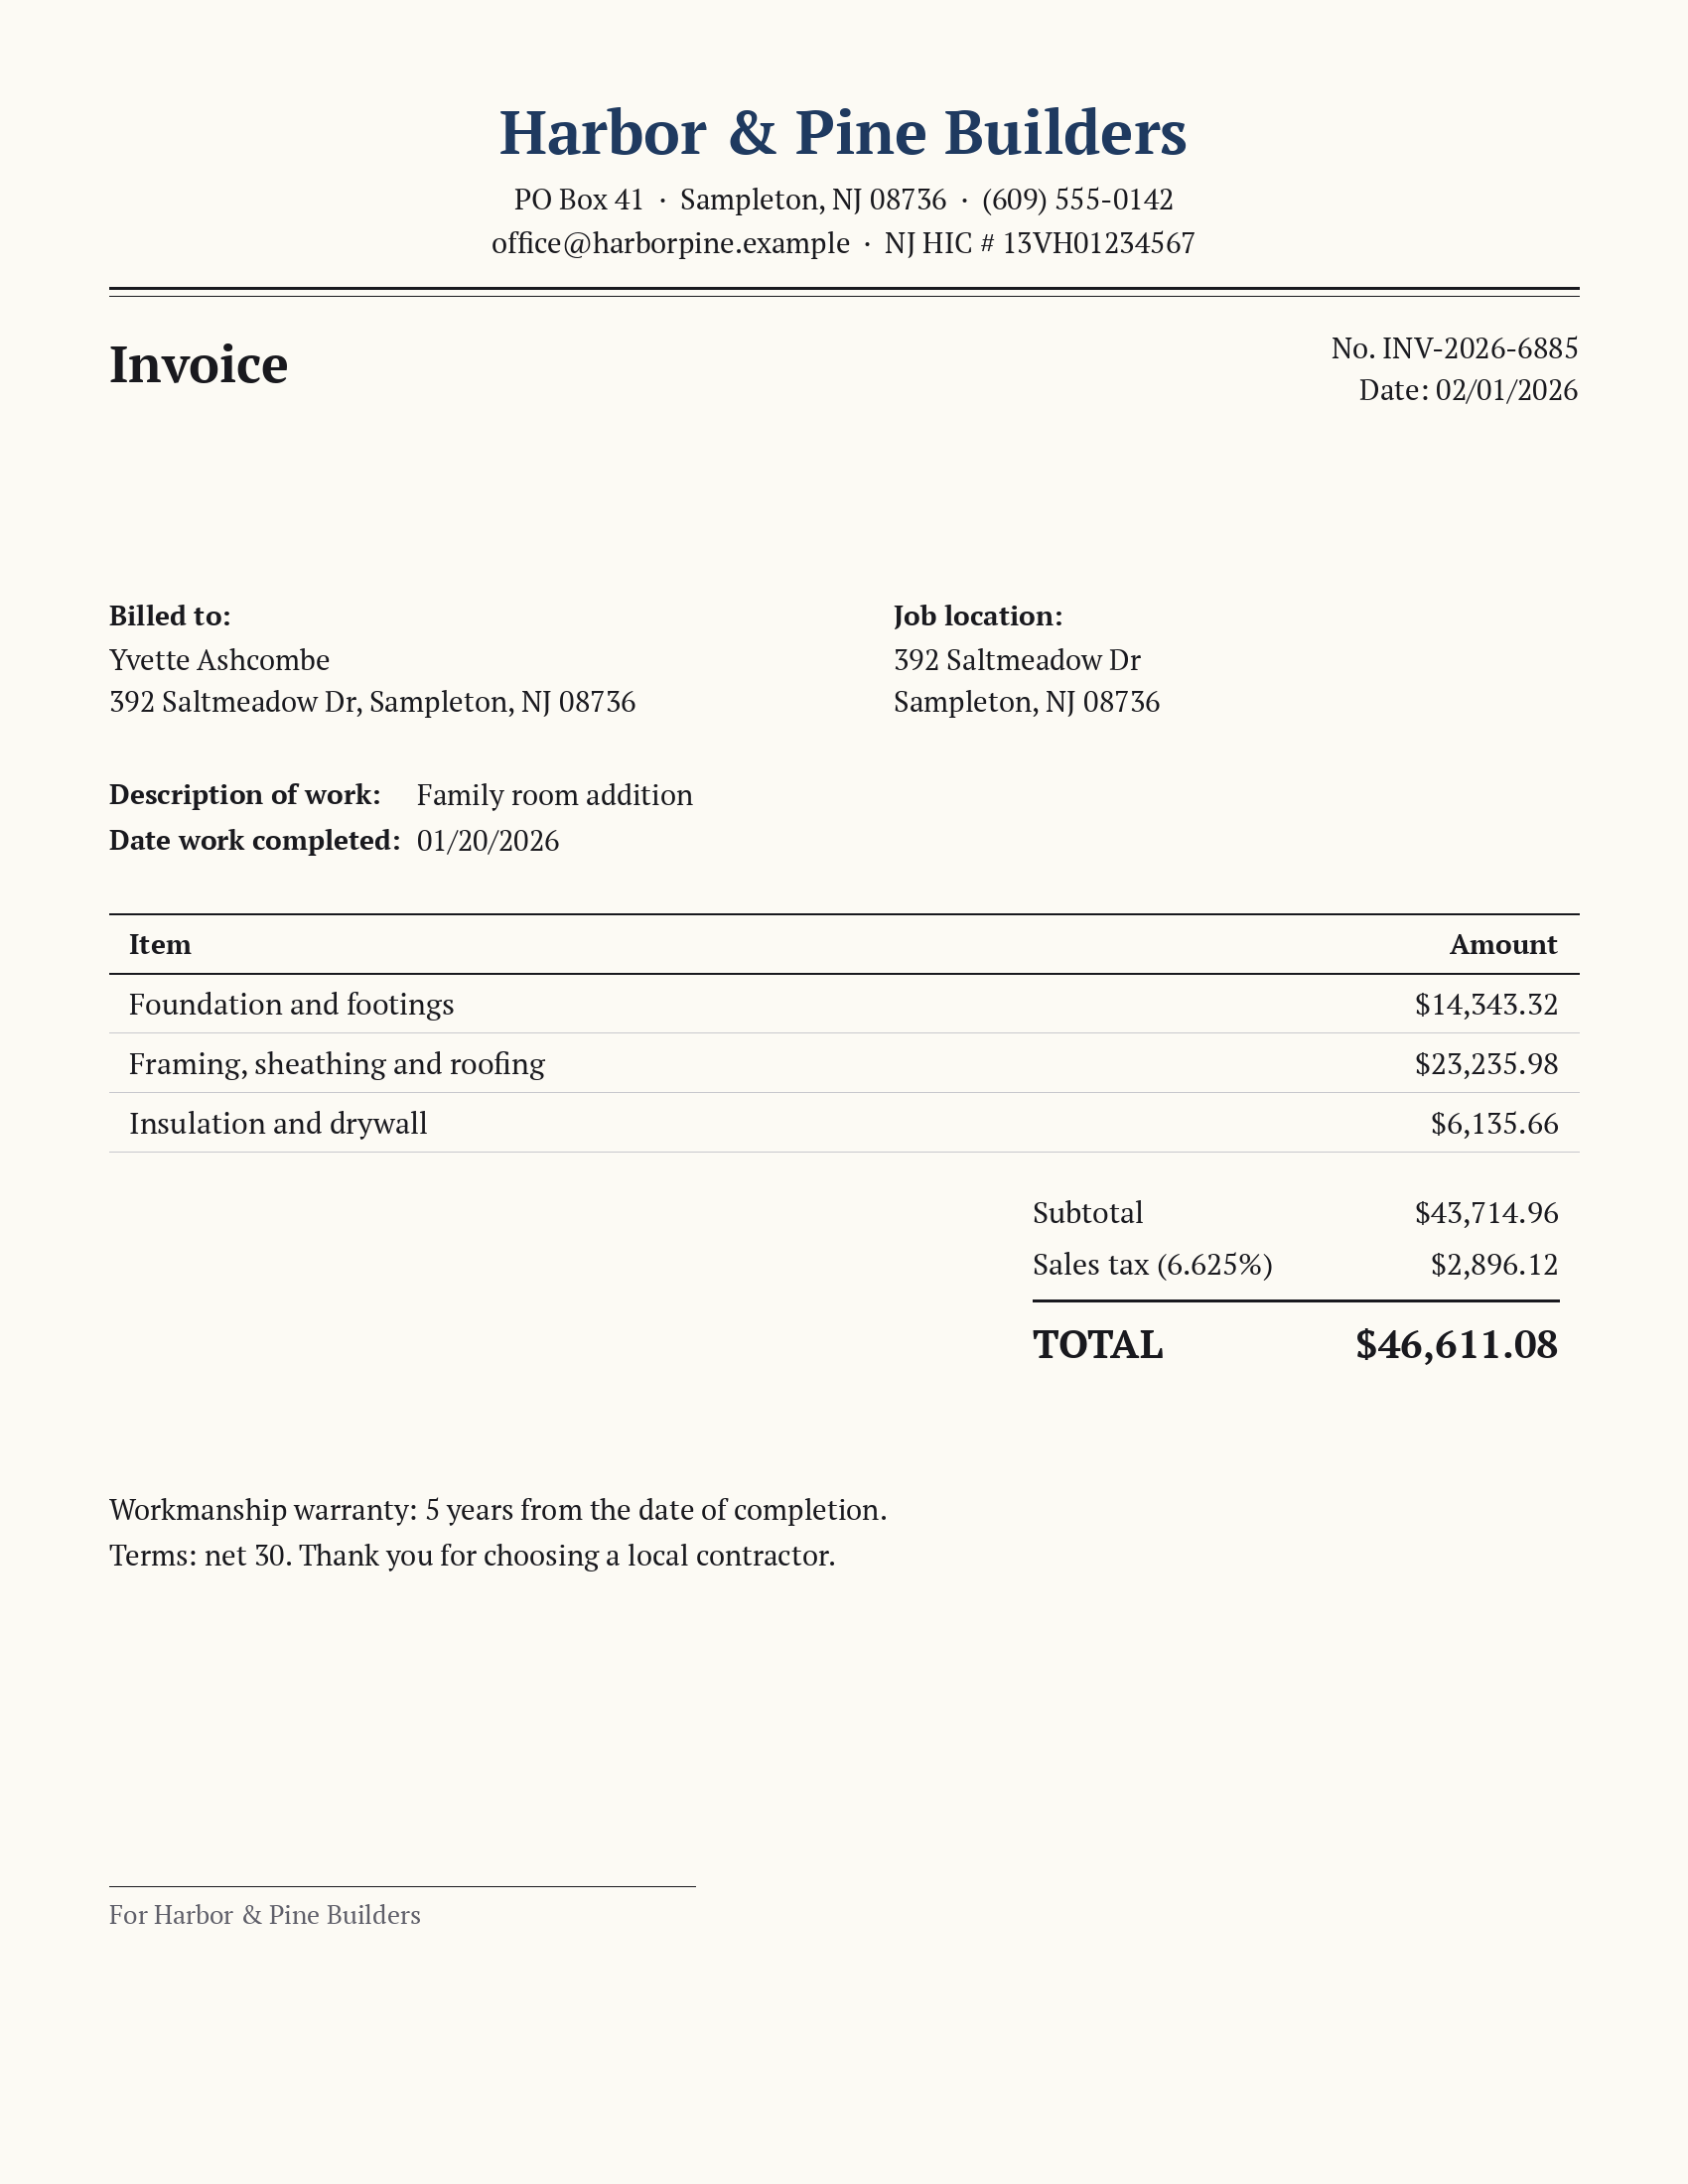 Harbor & Pine Builders
PO Box 41 · Sampleton, NJ 08736 · (609) 555-0142
office@harborpine.example · NJ HIC # 13VH01234567
Invoice
No. INV-2026-6885
Date: 02/01/2026
Billed to:
Yvette Ashcombe
392 Saltmeadow Dr, Sampleton, NJ 08736
Job location:
392 Saltmeadow Dr
Sampleton, NJ 08736
Description of work: Family room addition
Date work completed: 01/20/2026
Item Amount
Foundation and footings $14,343.32
Framing, sheathing and roofing $23,235.98
Insulation and drywall $6,135.66
Subtotal $43,714.96
Sales tax (6.625%) $2,896.12
TOTAL $46,611.08
Workmanship warranty: 5 years from the date of completion.
Terms: net 30. Thank you for choosing a local contractor.
For Harbor & Pine Builders